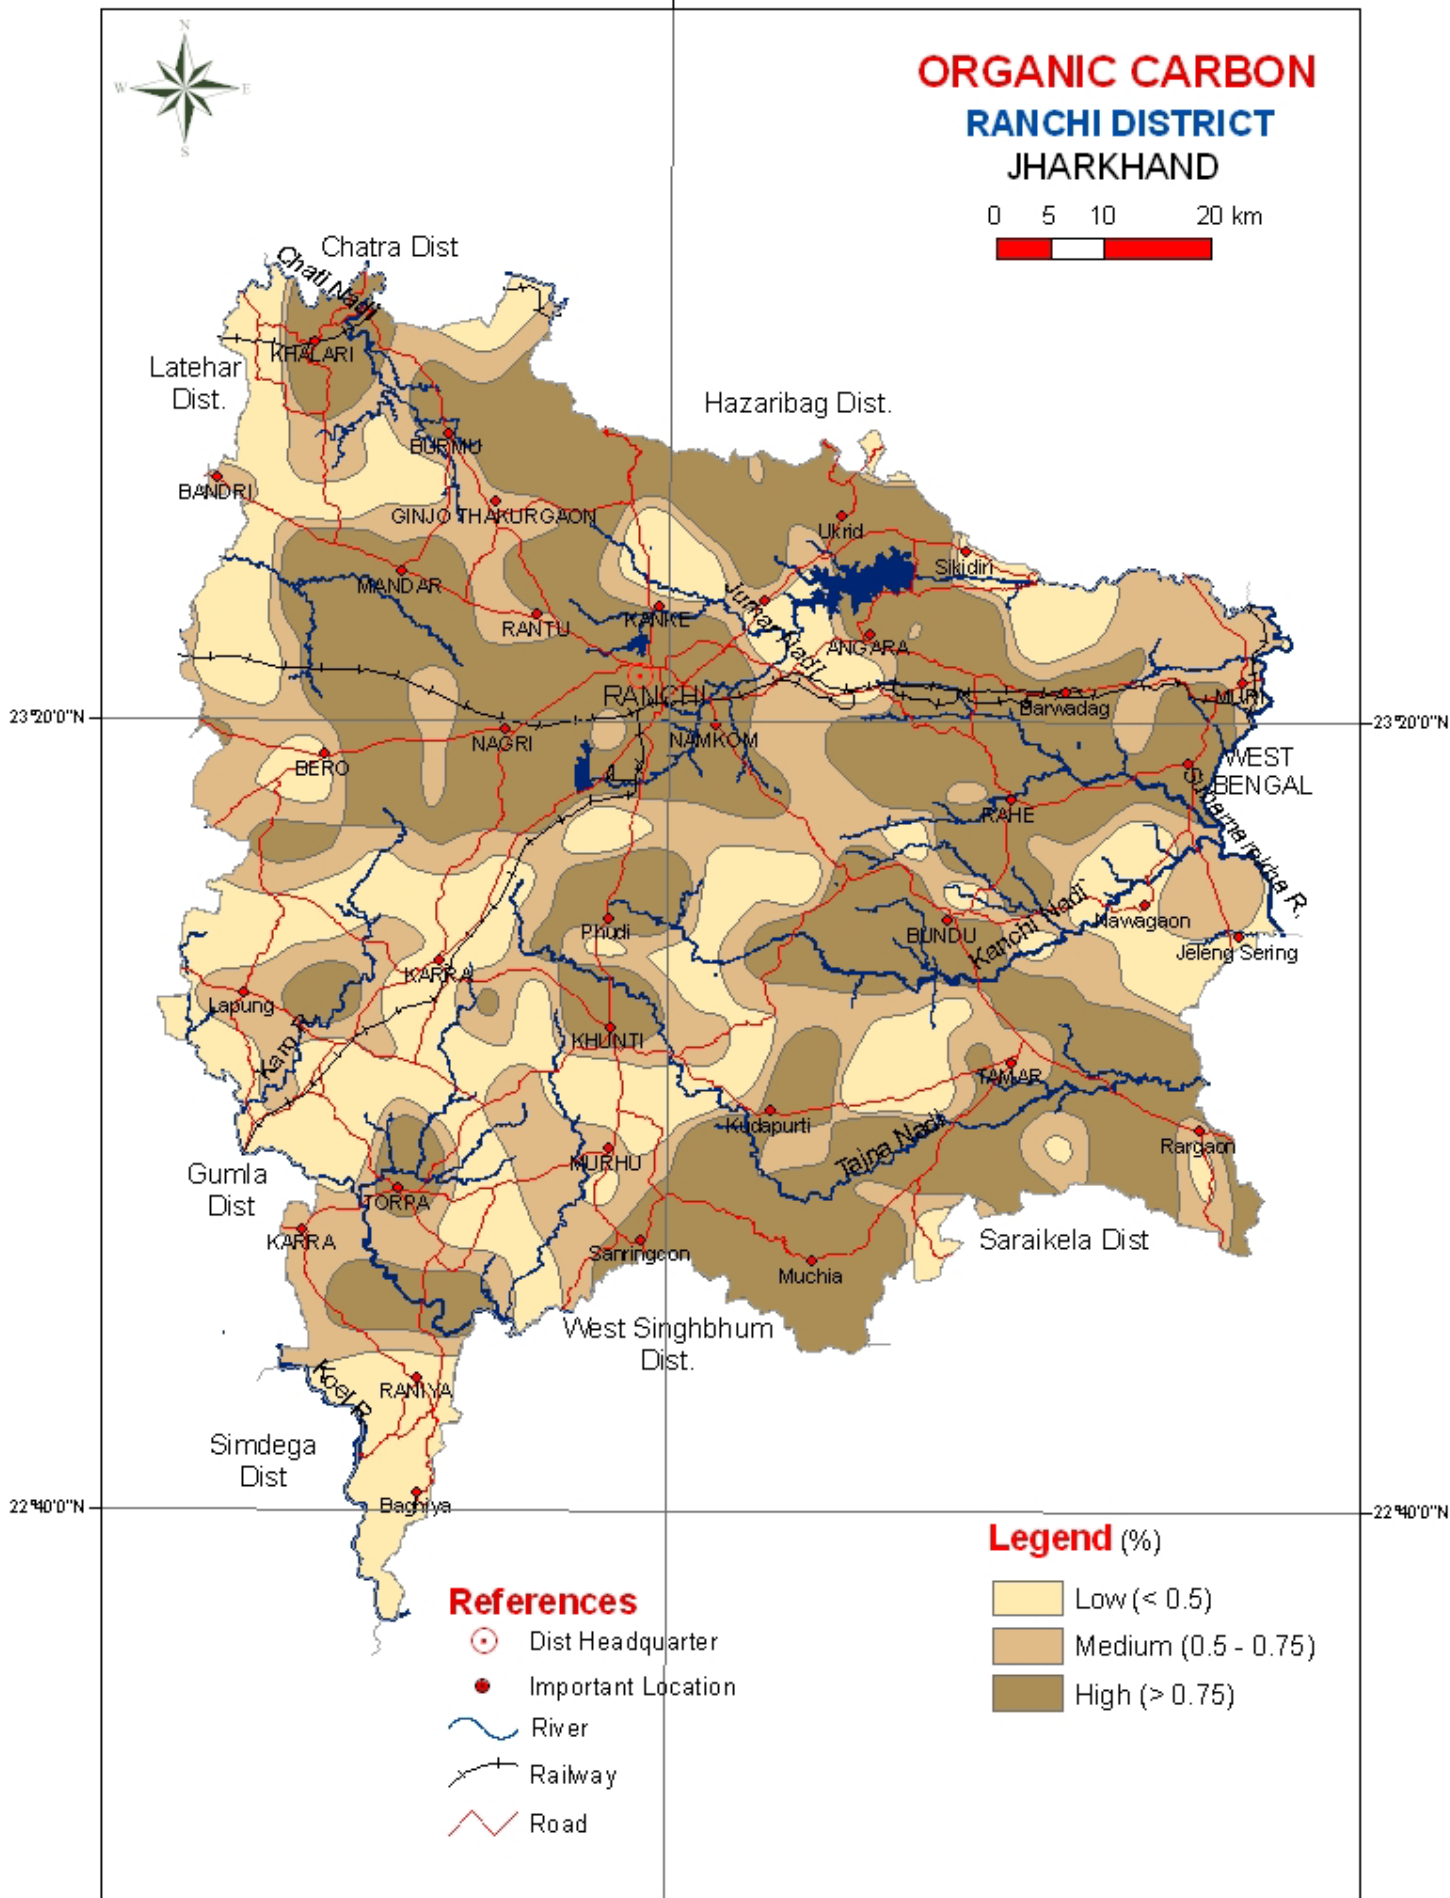 N
W
E
S
ORGANIC CARBON
RANCHI DISTRICT
JHARKHAND
0 5 10 20 km
Chatra Dist
Chati Nadi
KHALARI
Latehar
Dist.
Hazaribag Dist.
BURMU
BANDRI
GINJO THAKURGAON
Ukrid
Sikidiri
MANDAR
RANTU
KANKE
Jumar Nadi
ANGARA
RANCHI
MURI
Barwadag
23°20'0"N
23°20'0"N
NAGRI
NAMKOM
BERO
WEST
BENGAL
RAHE
Subarnarekha R.
Phudi
BUNDU
Kanchi Nadi
Nawagaon
Jeleng Sering
KARRA
Lapung
KHUNTI
TAMAR
Kudapurti
Tajna Nadi
Rargaon
MURHU
Gumla
Dist
TORPA
KARRA
Sanringoon
Saraikela Dist
Muchia
West Singhbhum
Dist.
Koel R.
RANIYA
Simdega
Dist
Baghiya
22°40'0"N
22°40'0"N
Legend (%)
Low (< 0.5)
Medium (0.5 - 0.75)
High (> 0.75)
References
Dist Headquarter
Important Location
River
Railway
Road